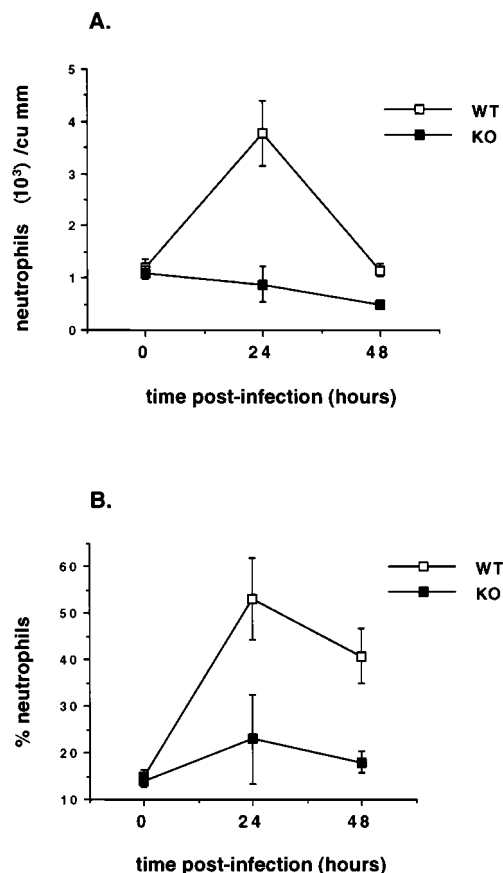 A.
neutrophils (10³) /cu mm
5
4
3
2
1
0
0 24 48
time post-infection (hours)
WT
KO
B.
% neutrophils
60
50
40
30
20
10
0 24 48
time post-infection (hours)
WT
KO